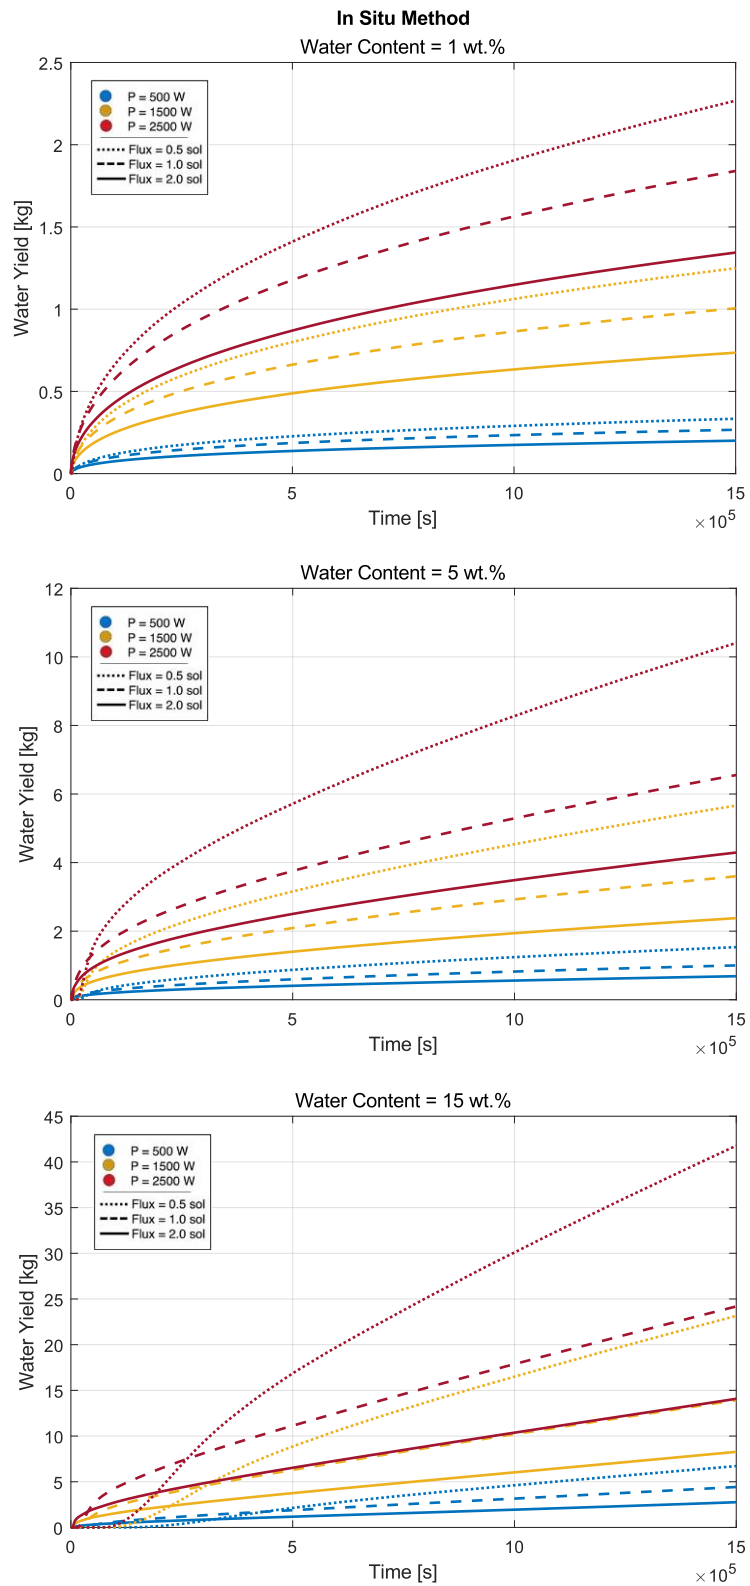 In Situ Method
Water Content = 1 wt.%
2.5
2
1.5
1
0.5
0
Water Yield [kg]
P = 500 W
P = 1500 W
P = 2500 W
Flux = 0.5 sol
Flux = 1.0 sol
Flux = 2.0 sol
0 5 10 15
Time [s]
×10^5
Water Content = 5 wt.%
12
10
8
6
4
2
0
Water Yield [kg]
P = 500 W
P = 1500 W
P = 2500 W
Flux = 0.5 sol
Flux = 1.0 sol
Flux = 2.0 sol
0 5 10 15
Time [s]
×10^5
Water Content = 15 wt.%
45
40
35
30
25
20
15
10
5
0
Water Yield [kg]
P = 500 W
P = 1500 W
P = 2500 W
Flux = 0.5 sol
Flux = 1.0 sol
Flux = 2.0 sol
0 5 10 15
Time [s]
×10^5